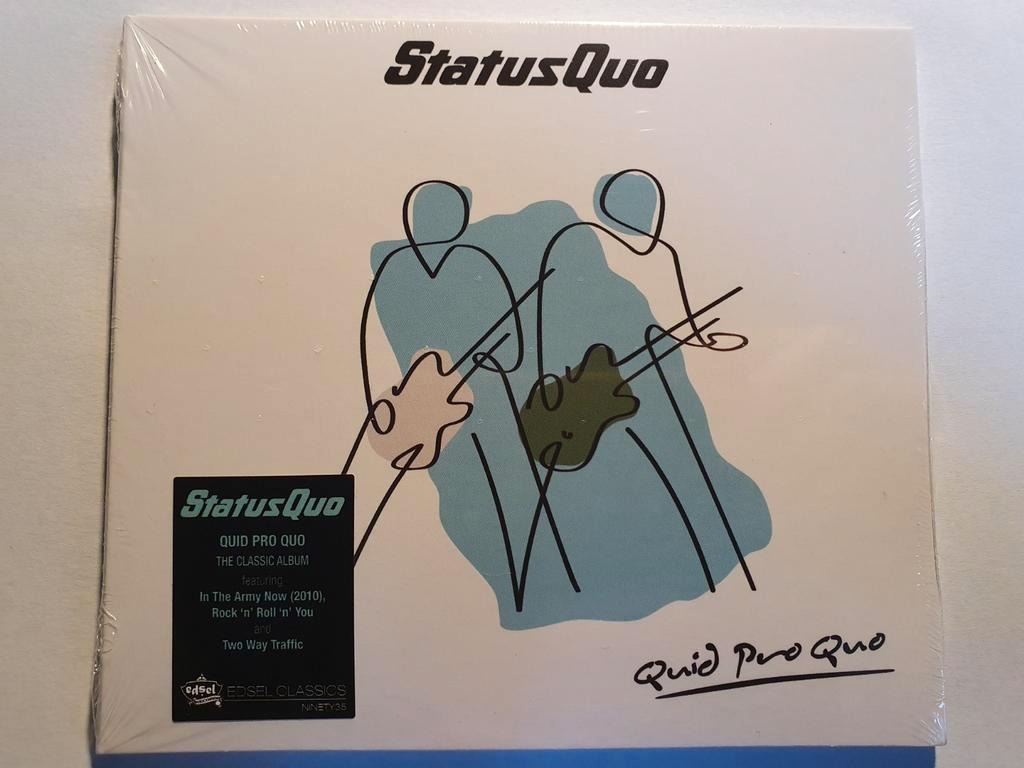 StatusQuo
StatusQuo
QUID PRO QUO
THE CLASSIC ALBUM
featuring
In The Army Now (2010),
Rock 'n' Roll 'n' You
and
Two Way Traffic
edsel
EDSEL CLASSICS
NINETY35
Quid Pro Quo